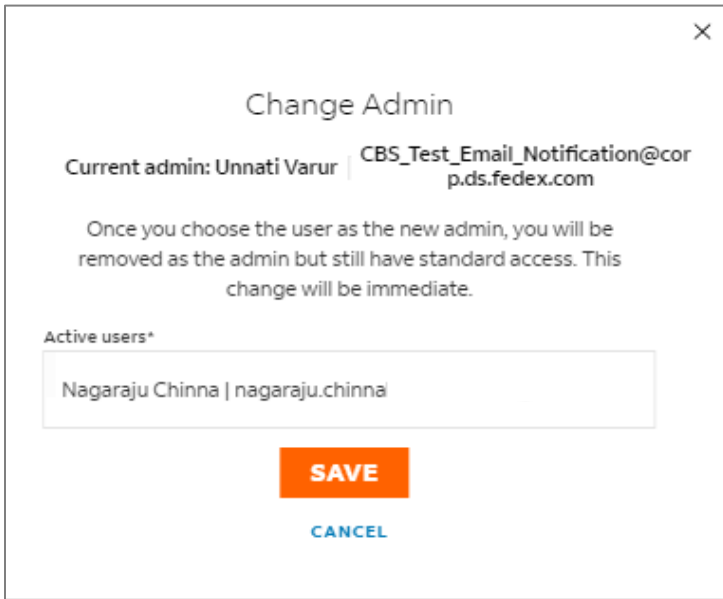 Change Admin
Current admin: Unnati Varur
CBS_Test_Email_Notification@cor
p.ds.fedex.com
Once you choose the user as the new admin, you will be
removed as the admin but still have standard access. This
change will be immediate.
Active users*
Nagaraju Chinna | nagaraju.chinna
SAVE
CANCEL